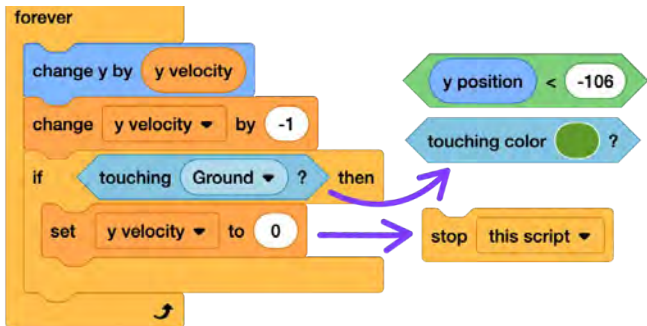 forever
change y by y velocity
change y velocity by -1
if touching Ground ? then
set y velocity to 0
y position < -106
touching color ?
stop this script